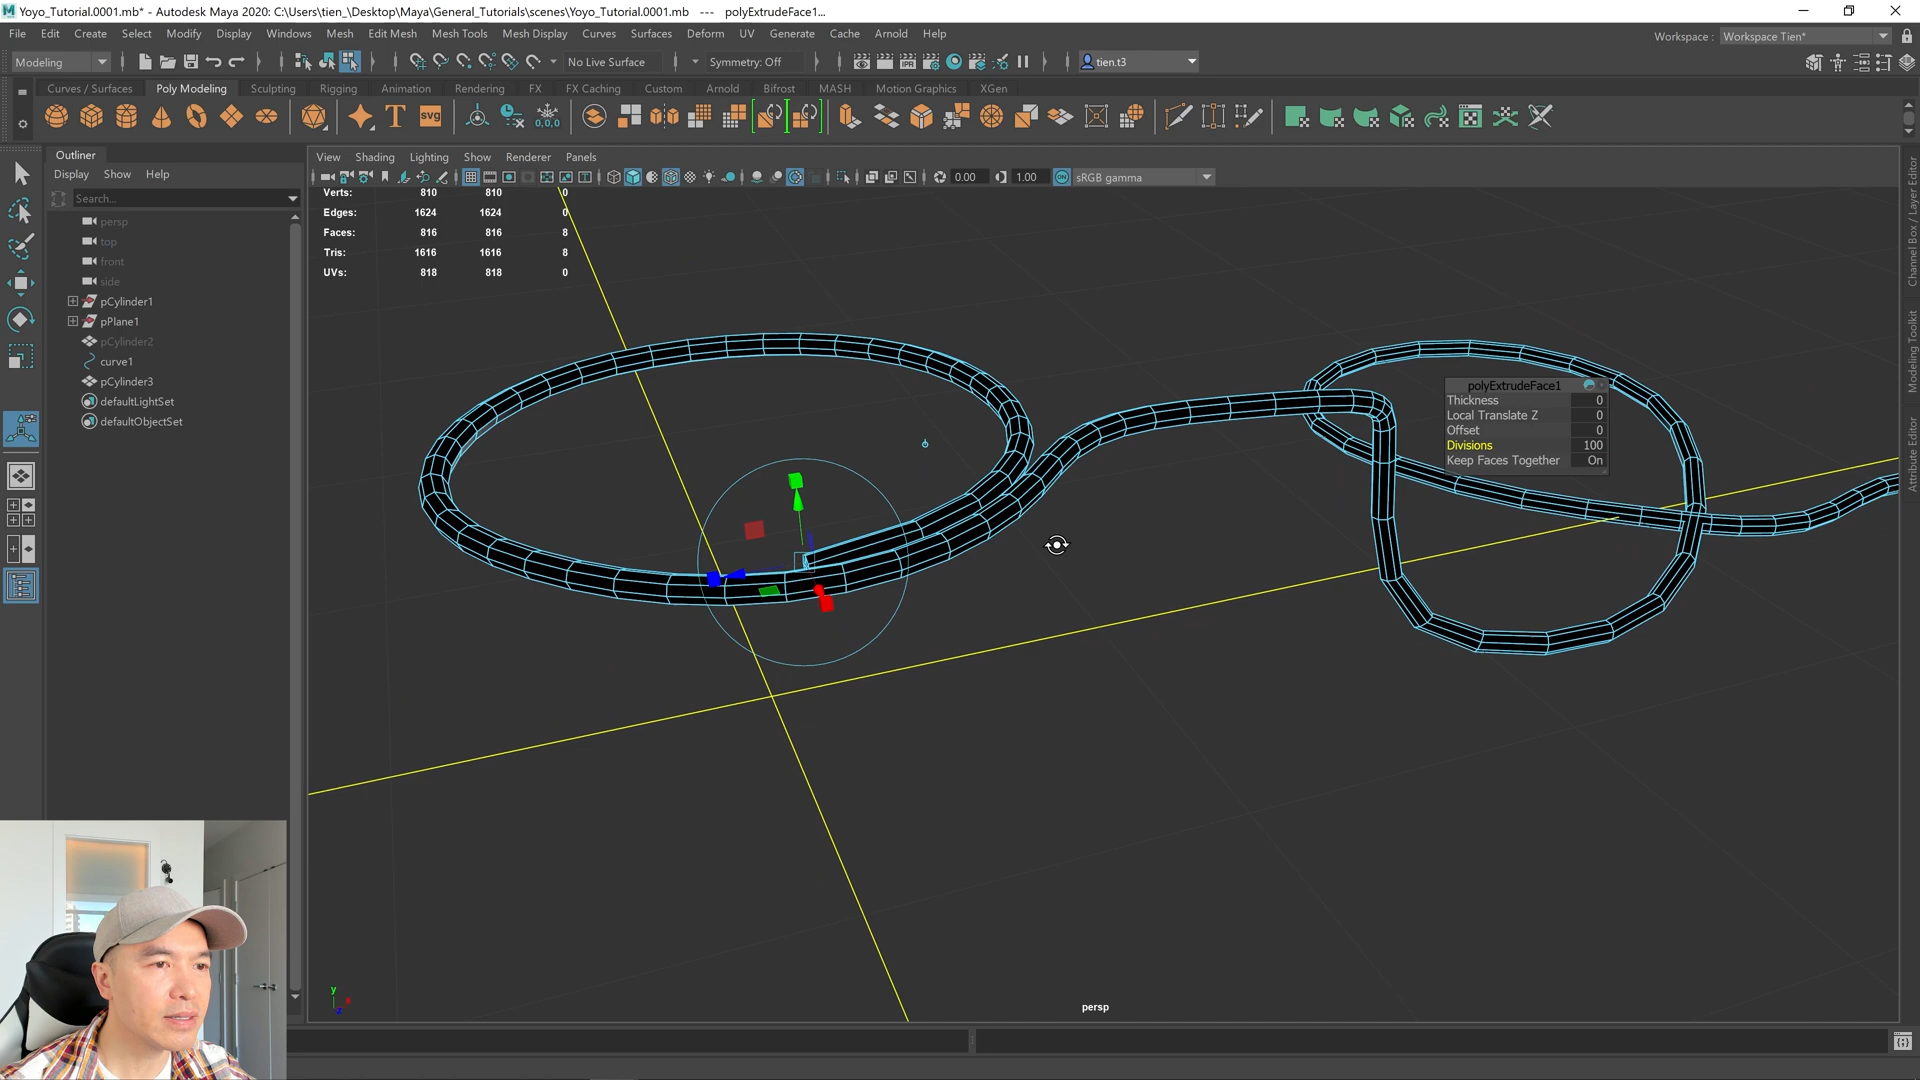 Yoyo_Tutorial.0001.mb* - Autodesk Maya 2020: C:\Users\tien_\Desktop\Maya\General_Tutorials\scenes\Yoyo_Tutorial.0001.mb   ---   polyExtrudeFace1...
File Edit Create Select Modify Display Windows Mesh Edit Mesh Mesh Tools Mesh Display Curves Surfaces Deform UV Generate Cache Arnold Help
Workspace : Workspace Tien*
Modeling No Live Surface Symmetry: Off tien.t3
Curves / Surfaces Poly Modeling Sculpting Rigging Animation Rendering FX FX Caching Custom Arnold Bifrost MASH Motion Graphics XGen
T svg 0,0,0
Outliner
Display Show Help
Search...
persp
top
front
side
pCylinder1
pPlane1
pCylinder2
curve1
pCylinder3
defaultLightSet
defaultObjectSet
View Shading Lighting Show Renderer Panels
0.00 1.00 sRGB gamma
Verts: 810 810 0
Edges: 1624 1624 0
Faces: 816 816 8
Tris: 1616 1616 8
UVs: 818 818 0
polyExtrudeFace1
Thickness 0
Local Translate Z 0
Offset 0
Divisions 100
Keep Faces Together On
Channel Box / Layer Editor
Modeling Toolkit
Attribute Editor
y
persp